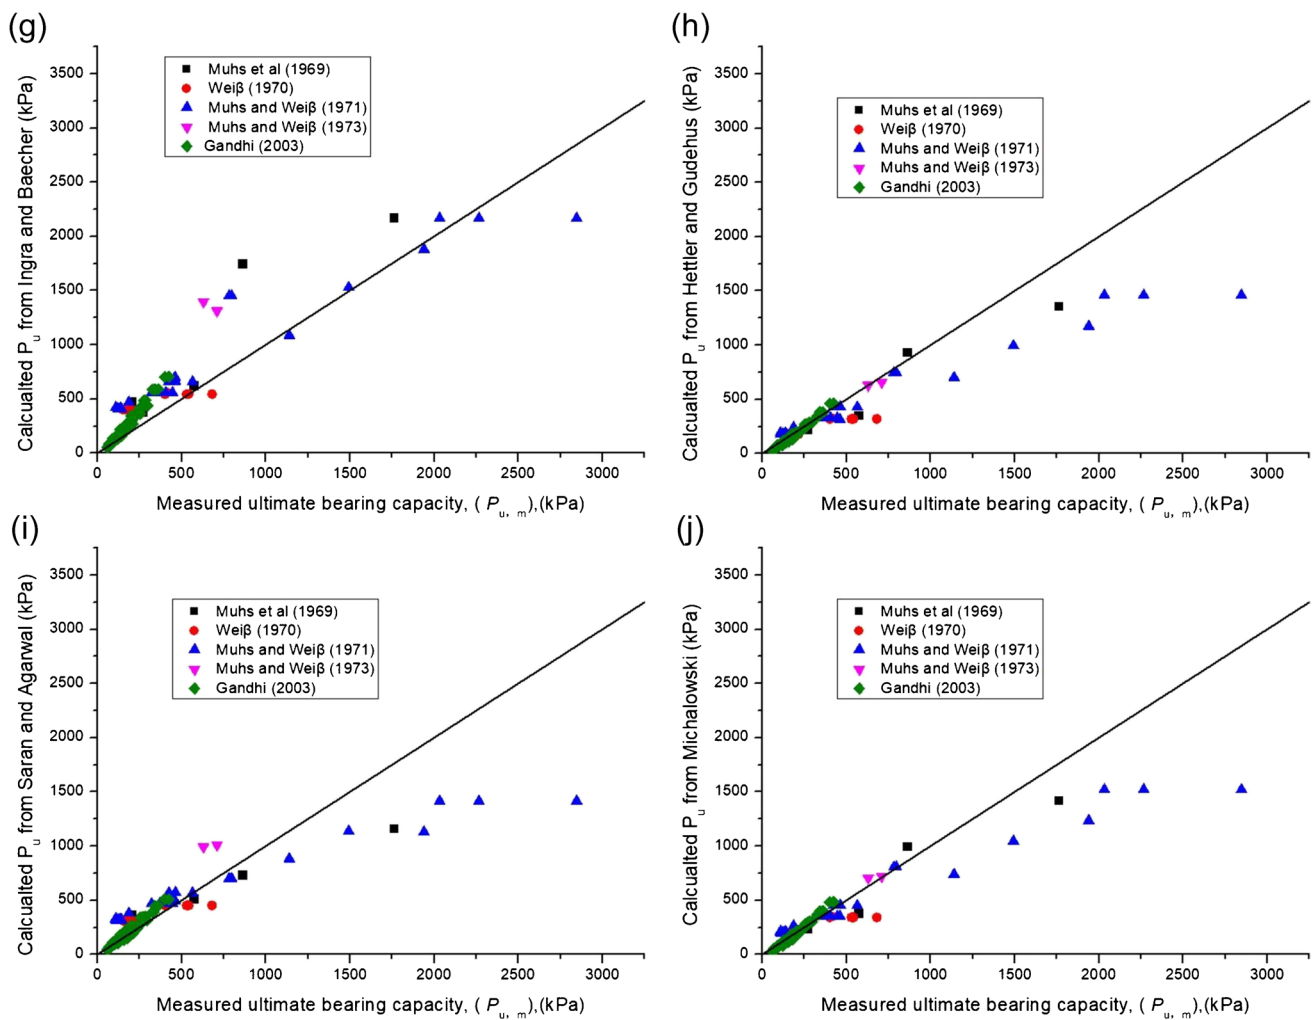 (g)
Calcualted P_u from Ingra and Baecher (kPa)
3500
3000
2500
2000
1500
1000
500
0
Muhs et al (1969)
Weiβ (1970)
Muhs and Weiβ (1971)
Muhs and Weiβ (1973)
Gandhi (2003)
0 500 1000 1500 2000 2500 3000
Measured ultimate bearing capacity, ( P_u, m),(kPa)
(h)
Calcualted P_u from Hettler and Gudehus (kPa)
3500
3000
2500
2000
1500
1000
500
0
Muhs et al (1969)
Weiβ (1970)
Muhs and Weiβ (1971)
Muhs and Weiβ (1973)
Gandhi (2003)
0 500 1000 1500 2000 2500 3000
Measured ultimate bearing capacity, ( P_u, m),(kPa)
(i)
Calcualted P_u from Saran and Agarwal (kPa)
3500
3000
2500
2000
1500
1000
500
0
Muhs et al (1969)
Weiβ (1970)
Muhs and Weiβ (1971)
Muhs and Weiβ (1973)
Gandhi (2003)
0 500 1000 1500 2000 2500 3000
Measured ultimate bearing capacity, ( P_u, m),(kPa)
(j)
Calcualted P_u from Michalowski (kPa)
3500
3000
2500
2000
1500
1000
500
0
Muhs et al (1969)
Weiβ (1970)
Muhs and Weiβ (1971)
Muhs and Weiβ (1973)
Gandhi (2003)
0 500 1000 1500 2000 2500 3000
Measured ultimate bearing capacity, ( P_u, m),(kPa)